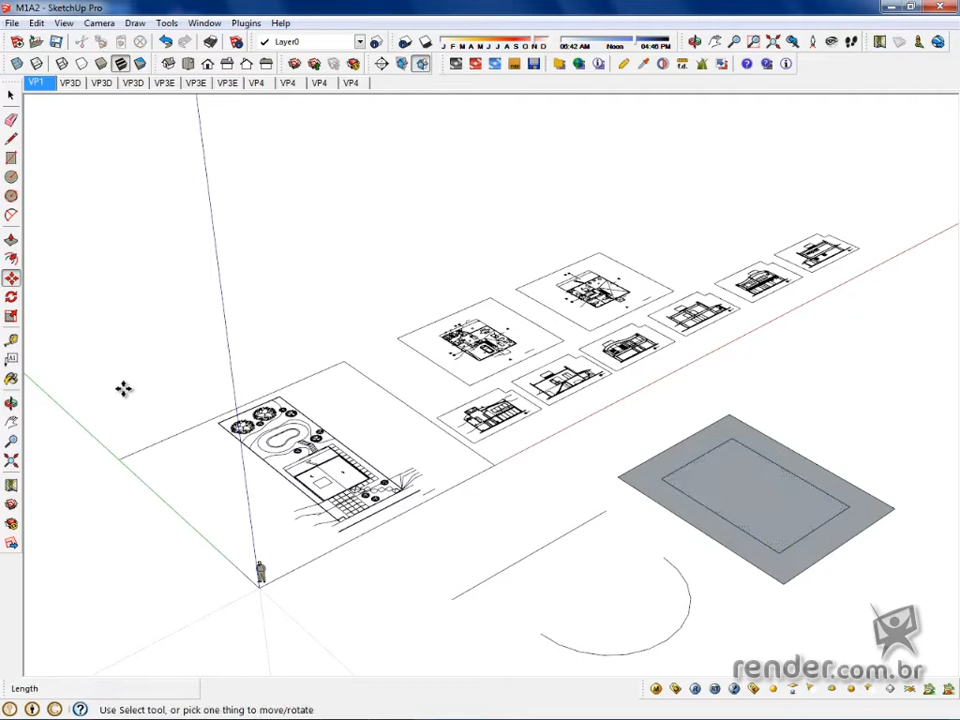 M1A2 - SketchUp Pro
File Edit View Camera Draw Tools Window Plugins Help
Layer0
J F M A M J J A S O N D
06:42 AM Noon 04:46 PM
VP1 VP3D VP3D VP3D VP3E VP3E VP3E VP4 VP4 VP4 VP4
render.com.br
Length
Use Select tool, or pick one thing to move/rotate